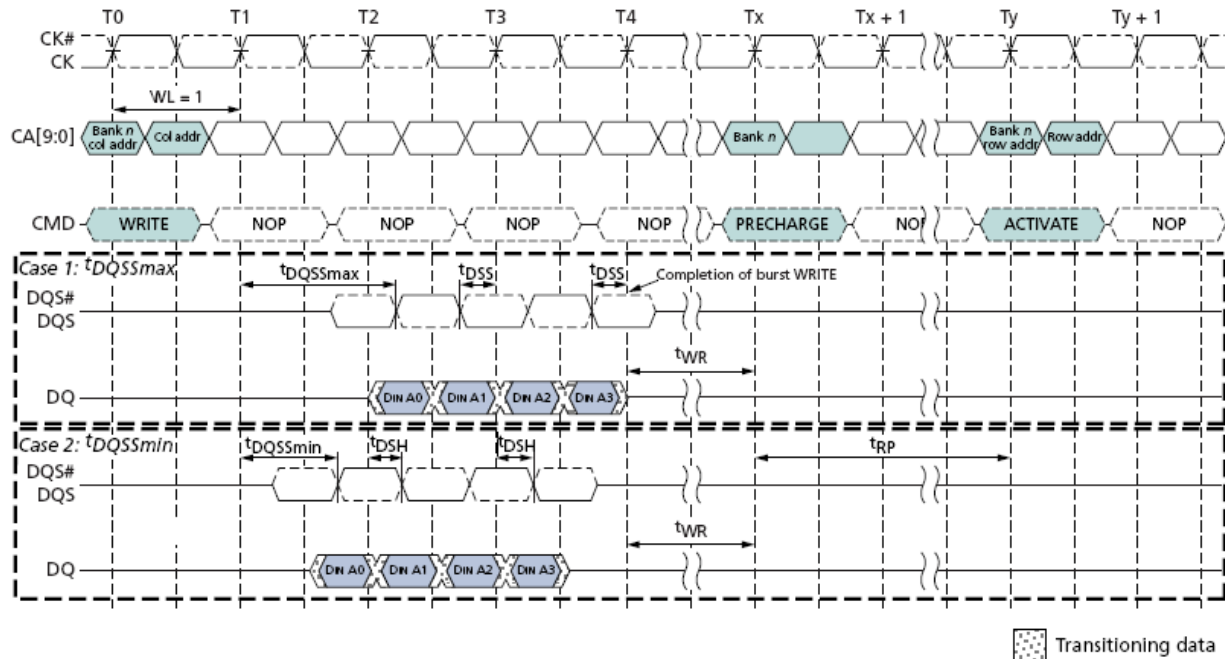 T0 T1 T2 T3 T4 Tx Tx + 1 Ty Ty + 1
CK#
CK
WL = 1
CA[9:0] Bank n col addr Col addr Bank n Bank n row addr Row addr
CMD WRITE NOP NOP NOP NOP PRECHARGE NOP ACTIVATE NOP
Case 1: tDQSSmax
tDQSSmax tDSS tDSS Completion of burst WRITE
DQS#
DQS
tWR
DQ DIN A0 DIN A1 DIN A2 DIN A3
Case 2: tDQSSmin
tDQSSmin tDSH tDSH tRP
DQS#
DQS
tWR
DQ DIN A0 DIN A1 DIN A2 DIN A3
Transitioning data